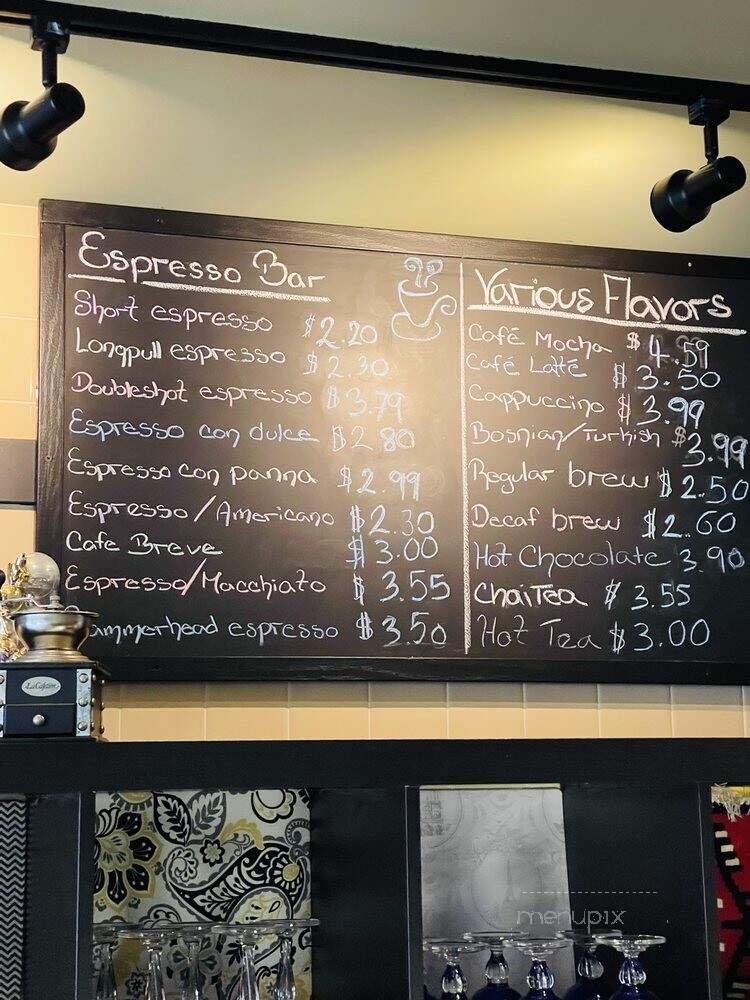 Espresso Bar
Short espresso $2.20
Longpull espresso $2.30
Doubleshot espresso $3.79
Espresso con dulce $2.80
Espresso con panna $2.99
Espresso/Americano $2.30
Cafe Breve $3.00
Espresso/Macchiato $3.55
espresso $3.50
Various Flavors
Café Mocha $4.59
Café Latté $3.50
Cappuccino $3.99
Bosnian/Turkish $3.99
Regular brew $2.50
Decaf brew $2.60
Hot Chocolate 3.90
Chai Tea $3.55
Hot Tea $3.00
menupix